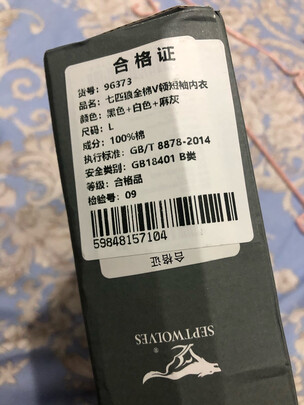 合格证
货号：96373
品名：七匹狼全棉V领短袖内衣
颜色：黑色+白色+麻灰
尺码：L
成分：100%棉
执行标准：GB/T 8878-2014
安全类别：GB18401 B类
等级：合格品
检验号：09
59848157104
合格证
SEPTWOLVES